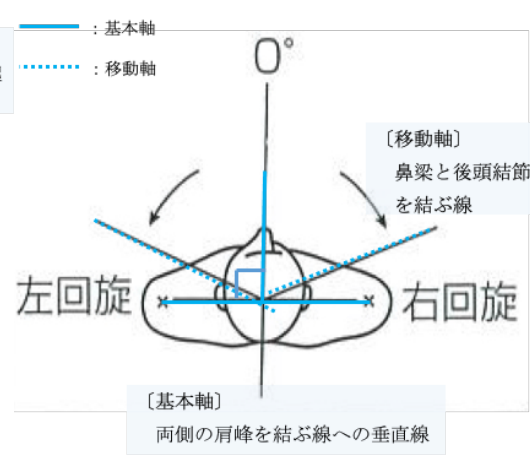 ：基本軸
：移動軸
0°
〔移動軸〕
鼻梁と後頭結節
を結ぶ線
左回旋
右回旋
〔基本軸〕
両側の肩峰を結ぶ線への垂直線